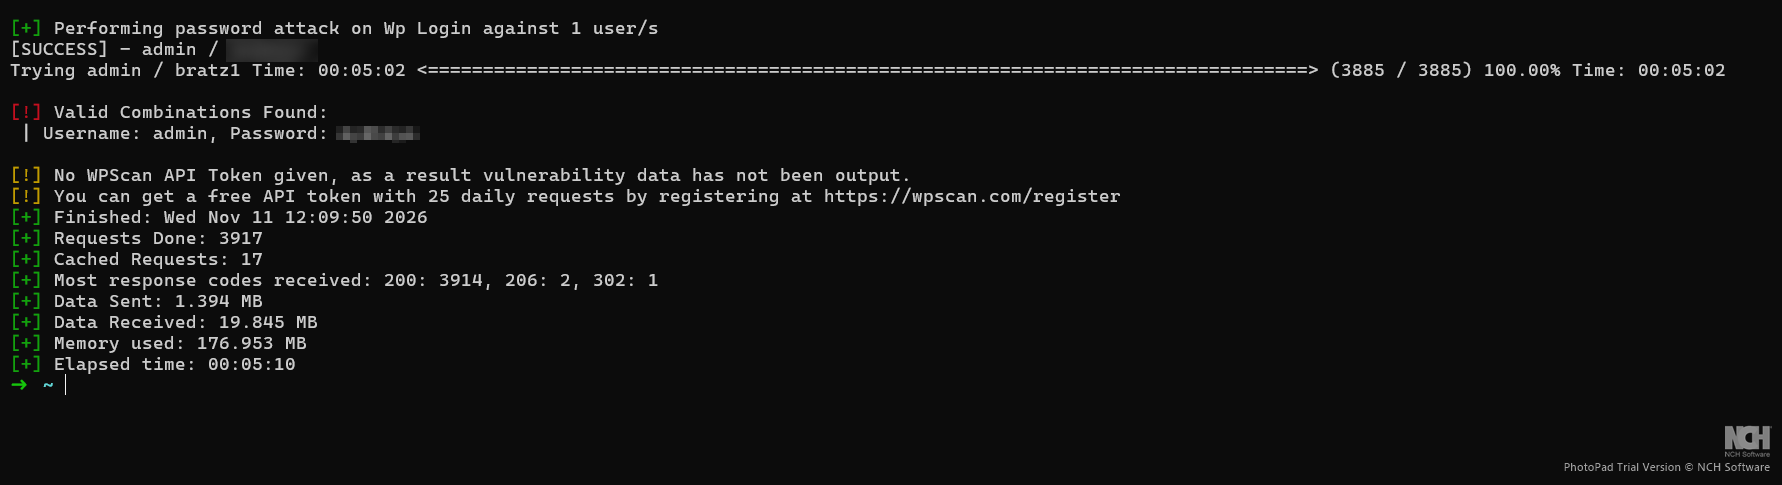 [+] Performing password attack on Wp Login against 1 user/s
[SUCCESS] - admin /
Trying admin / bratz1 Time: 00:05:02 <================================================================================> (3885 / 3885) 100.00% Time: 00:05:02
[!] Valid Combinations Found:
| Username: admin, Password:
[!] No WPScan API Token given, as a result vulnerability data has not been output.
[!] You can get a free API token with 25 daily requests by registering at https://wpscan.com/register
[+] Finished: Wed Nov 11 12:09:50 2026
[+] Requests Done: 3917
[+] Cached Requests: 17
[+] Most response codes received: 200: 3914, 206: 2, 302: 1
[+] Data Sent: 1.394 MB
[+] Data Received: 19.845 MB
[+] Memory used: 176.953 MB
[+] Elapsed time: 00:05:10
➜ ~
NCH
NCH Software
PhotoPad Trial Version © NCH Software